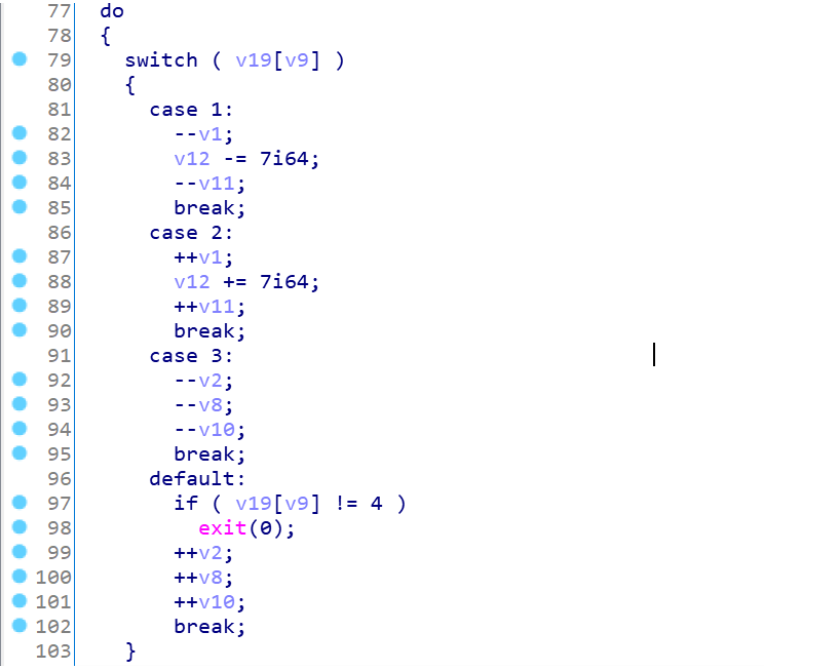 77 do
78 {
79 switch ( v19[v9] )
80 {
81 case 1:
82 --v1;
83 v12 -= 7i64;
84 --v11;
85 break;
86 case 2:
87 ++v1;
88 v12 += 7i64;
89 ++v11;
90 break;
91 case 3:
92 --v2;
93 --v8;
94 --v10;
95 break;
96 default:
97 if ( v19[v9] != 4 )
98 exit(0);
99 ++v2;
100 ++v8;
101 ++v10;
102 break;
103 }